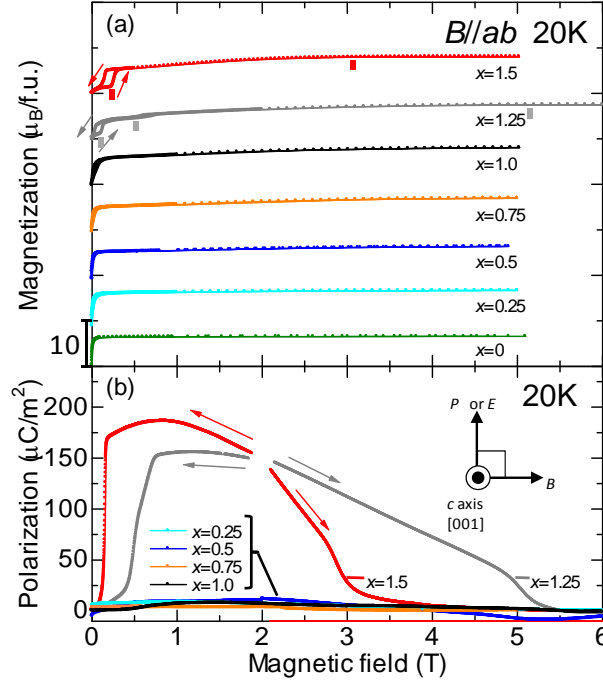 (a)
B//ab 20K
x=1.5
x=1.25
x=1.0
x=0.75
x=0.5
x=0.25
x=0
10
Magnetization (μB/f.u.)
(b)
20K
P or E
B
c axis
[001]
200
150
100
50
0
x=0.25
x=0.5
x=0.75
x=1.0
x=1.5
x=1.25
Polarization (μC/m²)
0 1 2 3 4 5 6
Magnetic field (T)